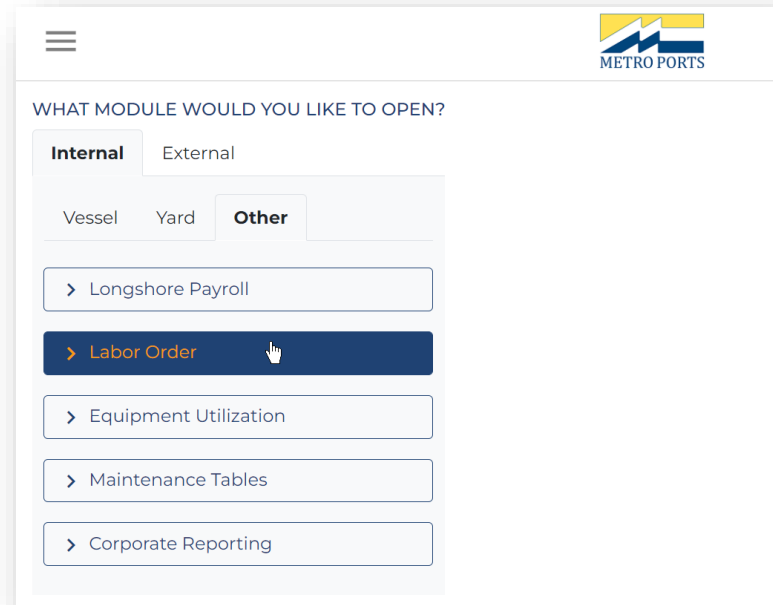 METRO PORTS
WHAT MODULE WOULD YOU LIKE TO OPEN?
Internal External
Vessel Yard Other
Longshore Payroll
Labor Order
Equipment Utilization
Maintenance Tables
Corporate Reporting